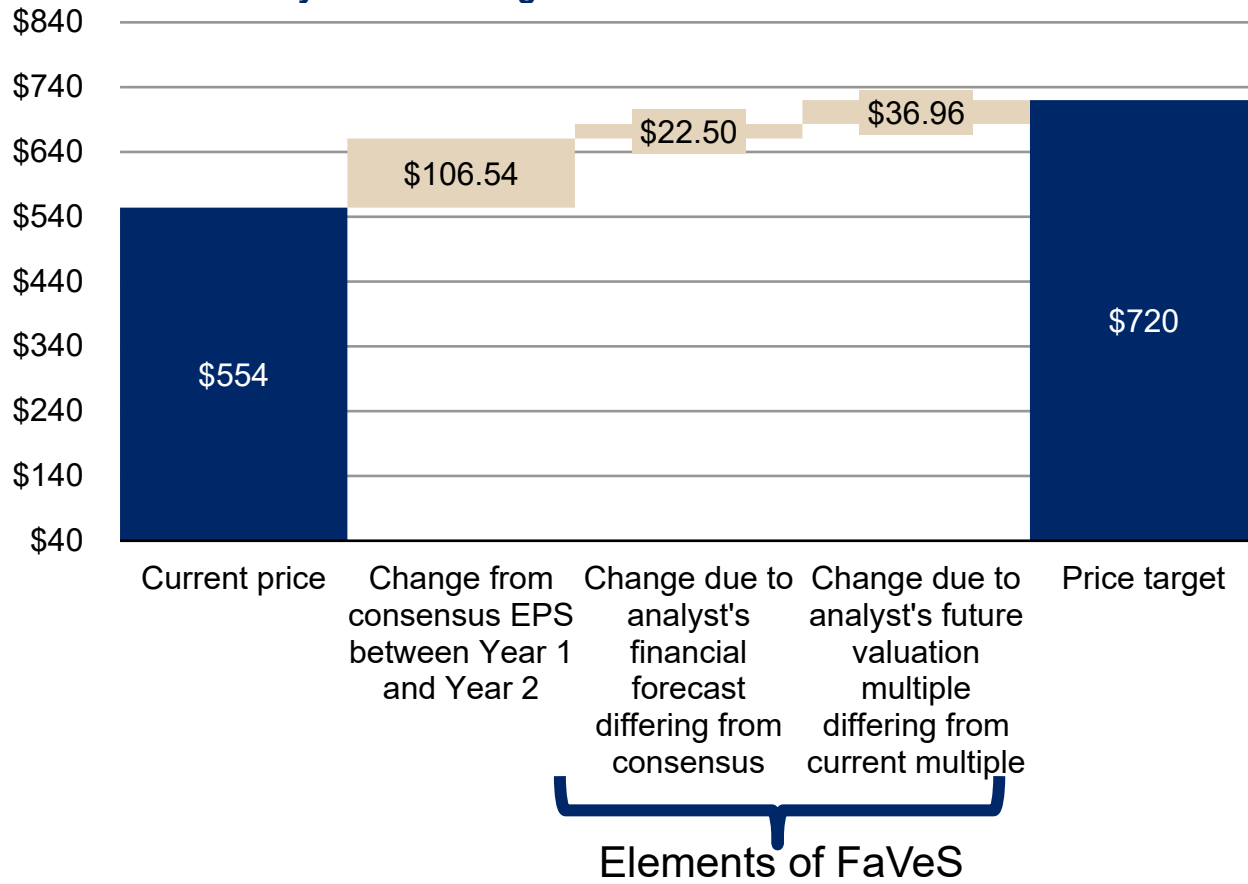 $840
$740
$640
$540
$440
$340
$240
$140
$40
$554
$106.54
$22.50
$36.96
$720
Current price
Change from
consensus EPS
between Year 1
and Year 2
Change due to
analyst's
financial
forecast
differing from
consensus
Change due to
analyst's future
valuation
multiple
differing from
current multiple
Price target
Elements of FaVeS